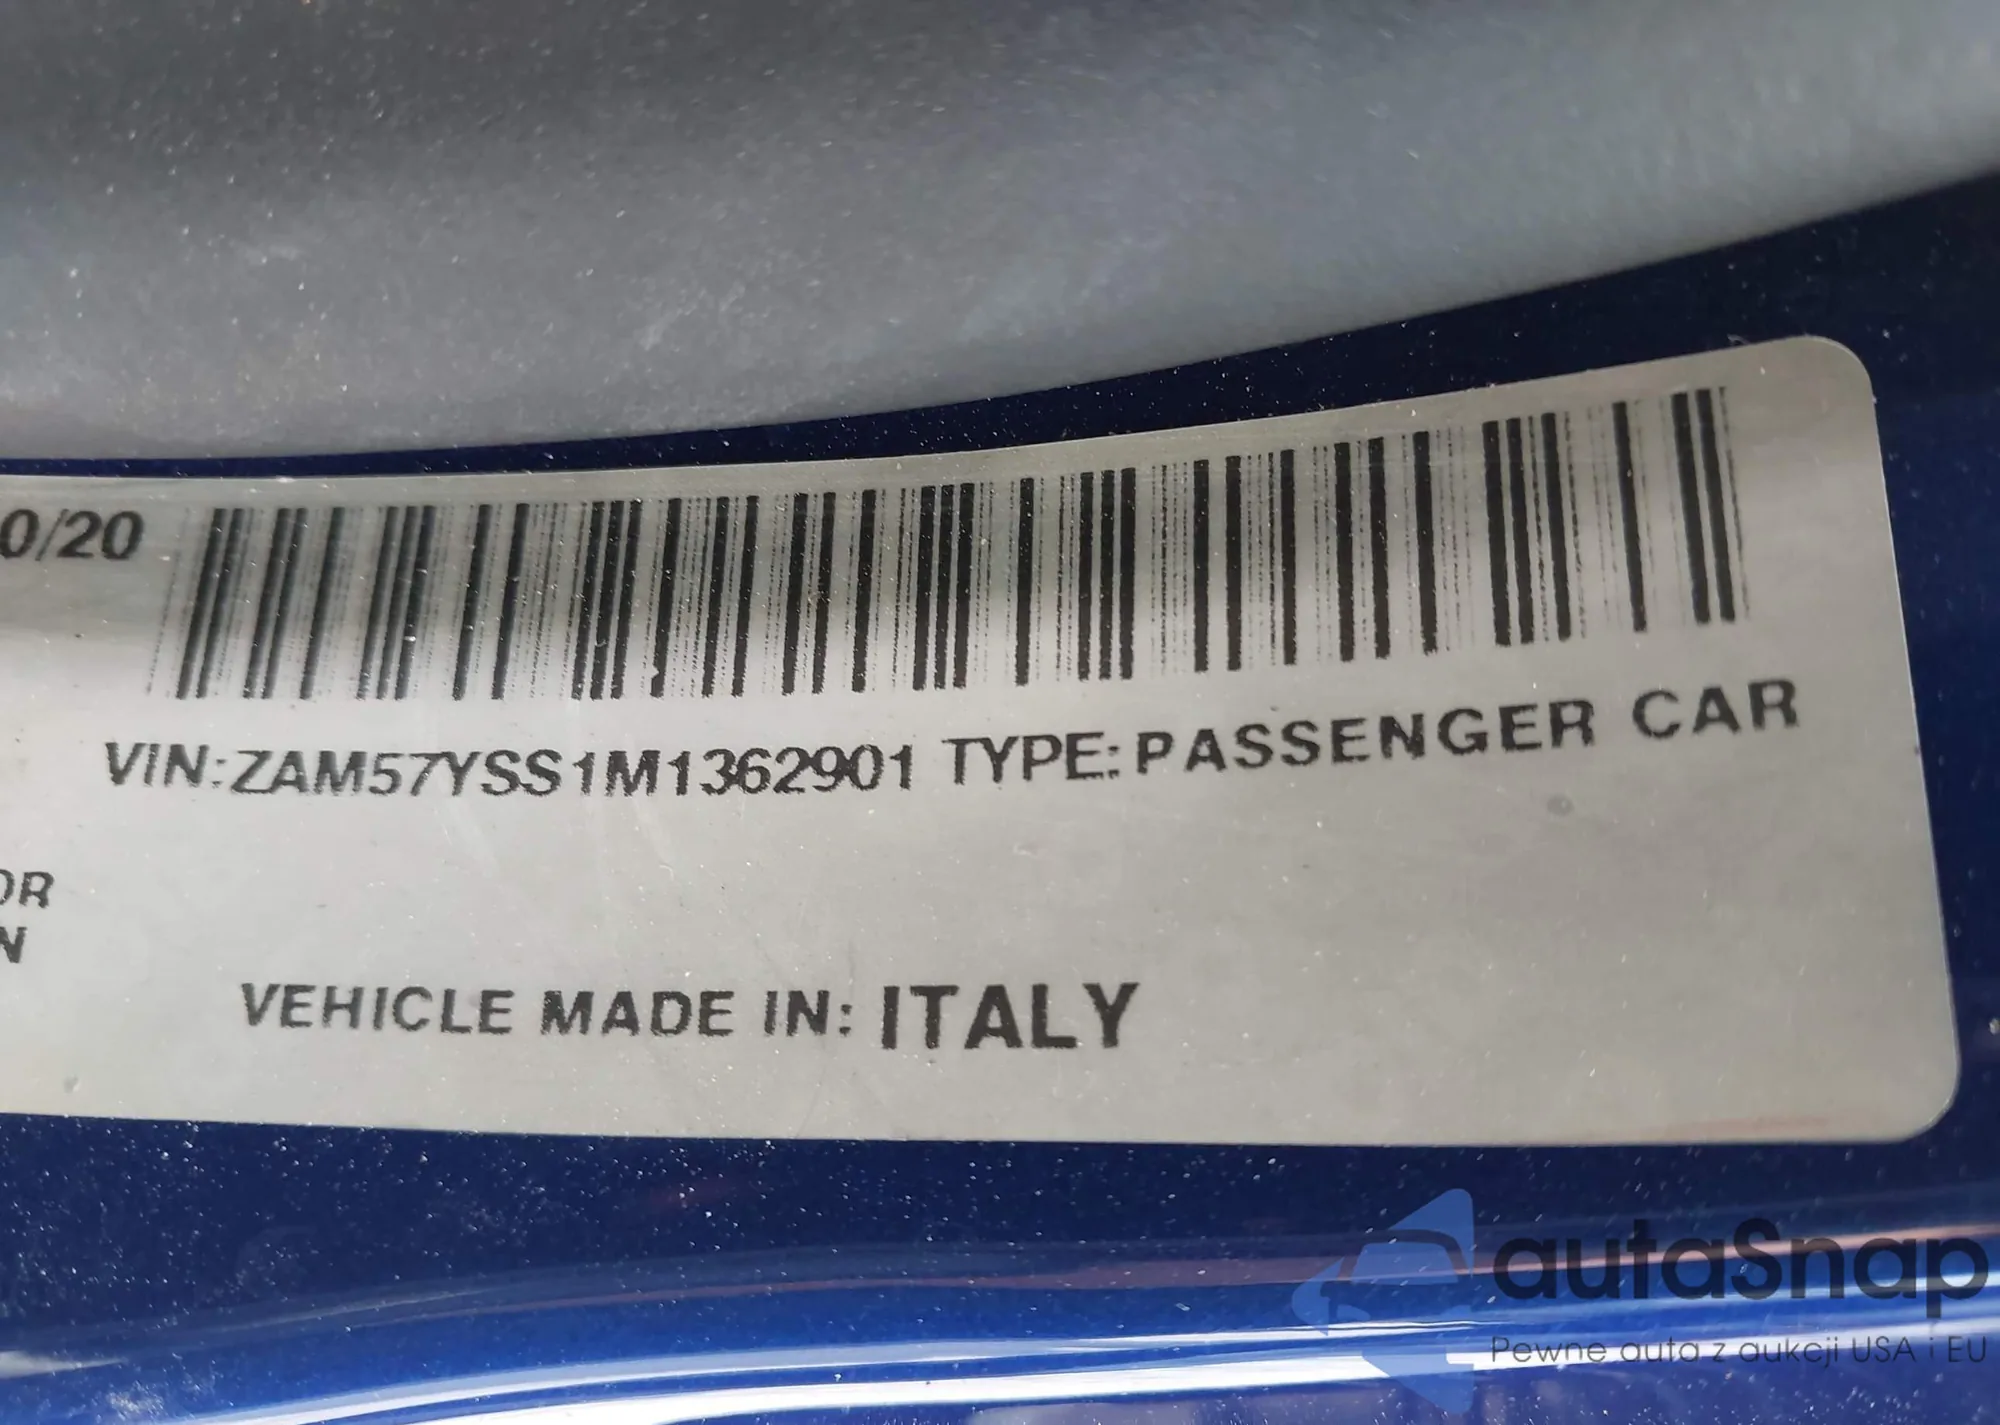 0/20
VIN:ZAM57YSS1M1362901 TYPE:PASSENGER CAR
OR
N
VEHICLE MADE IN: ITALY
autaSnap
Pewne auta z aukcji USA i EU